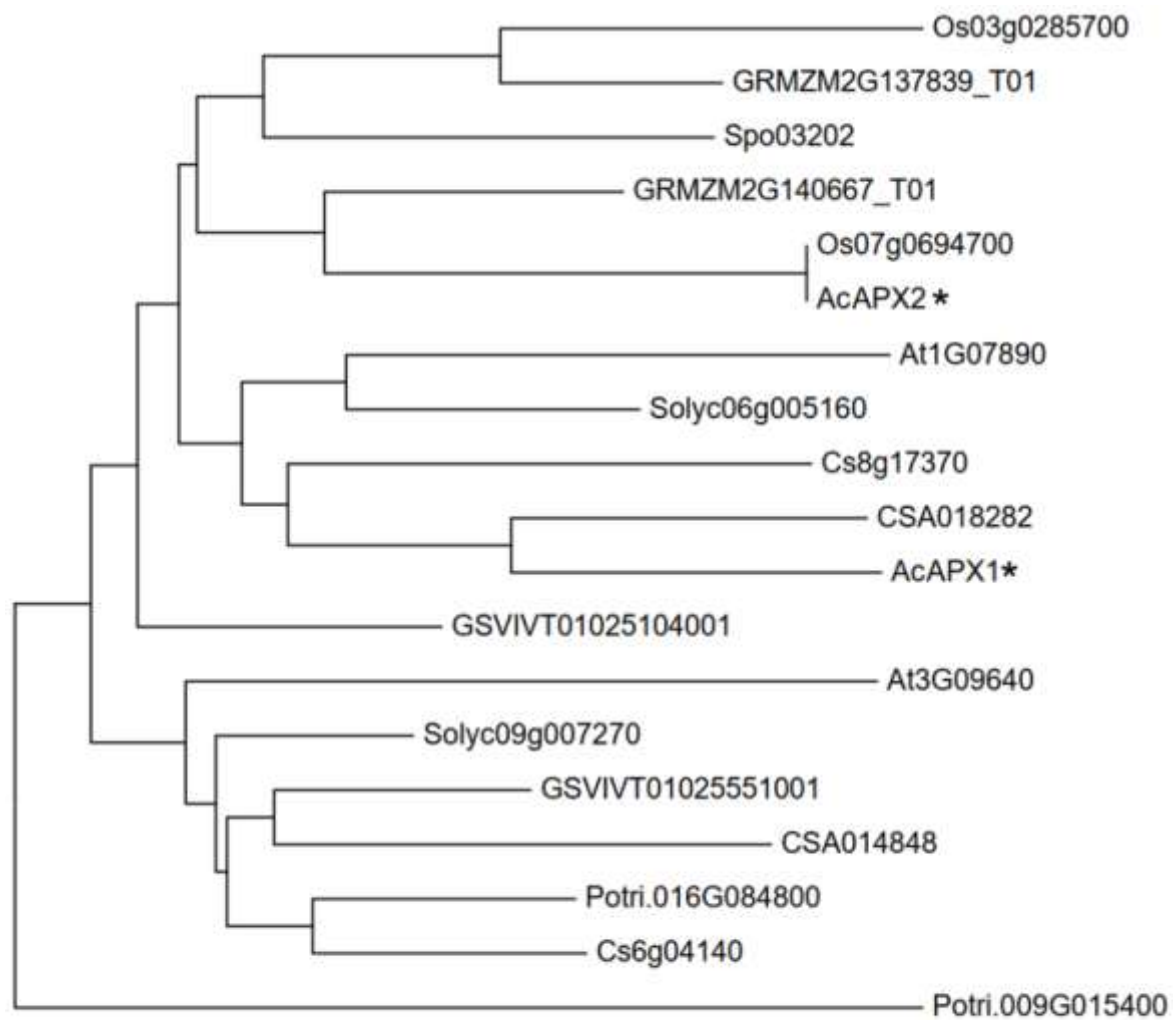 Os03g0285700
GRMZM2G137839_T01
Spo03202
GRMZM2G140667_T01
Os07g0694700
AcAPX2 *
At1G07890
Solyc06g005160
Cs8g17370
CSA018282
AcAPX1*
GSVIVT01025104001
At3G09640
Solyc09g007270
GSVIVT01025551001
CSA014848
Potri.016G084800
Cs6g04140
Potri.009G015400